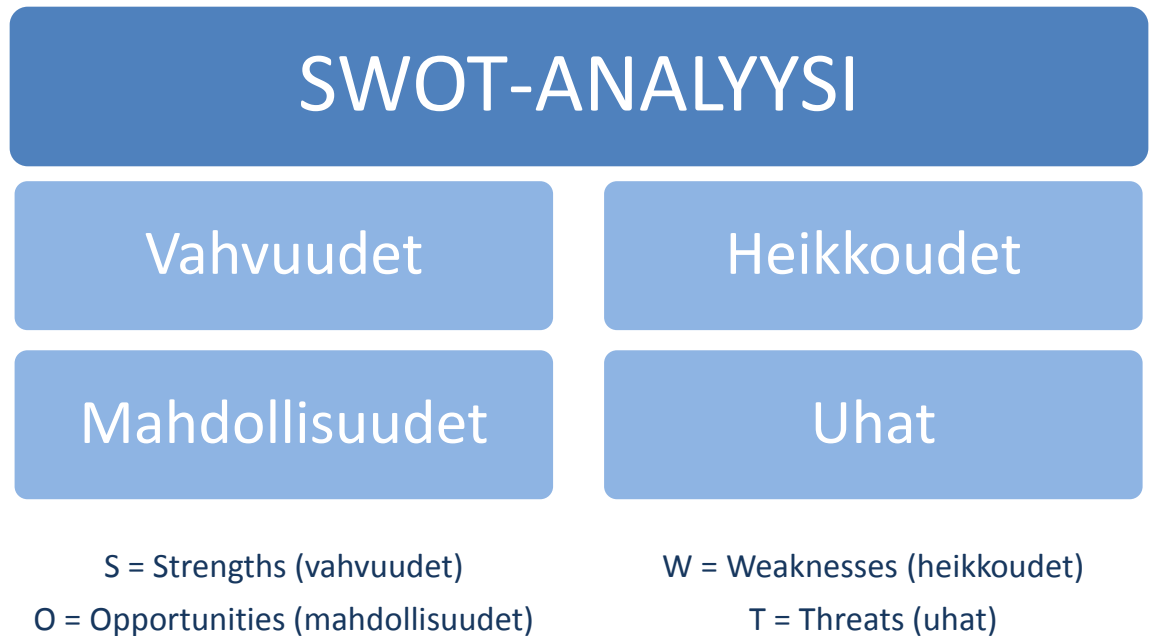 SWOT-ANALYYSI
Vahvuudet
Heikkoudet
Mahdollisuudet
Uhat
S = Strengths (vahvuudet)
W = Weaknesses (heikkoudet)
O = Opportunities (mahdollisuudet)
T = Threats (uhat)